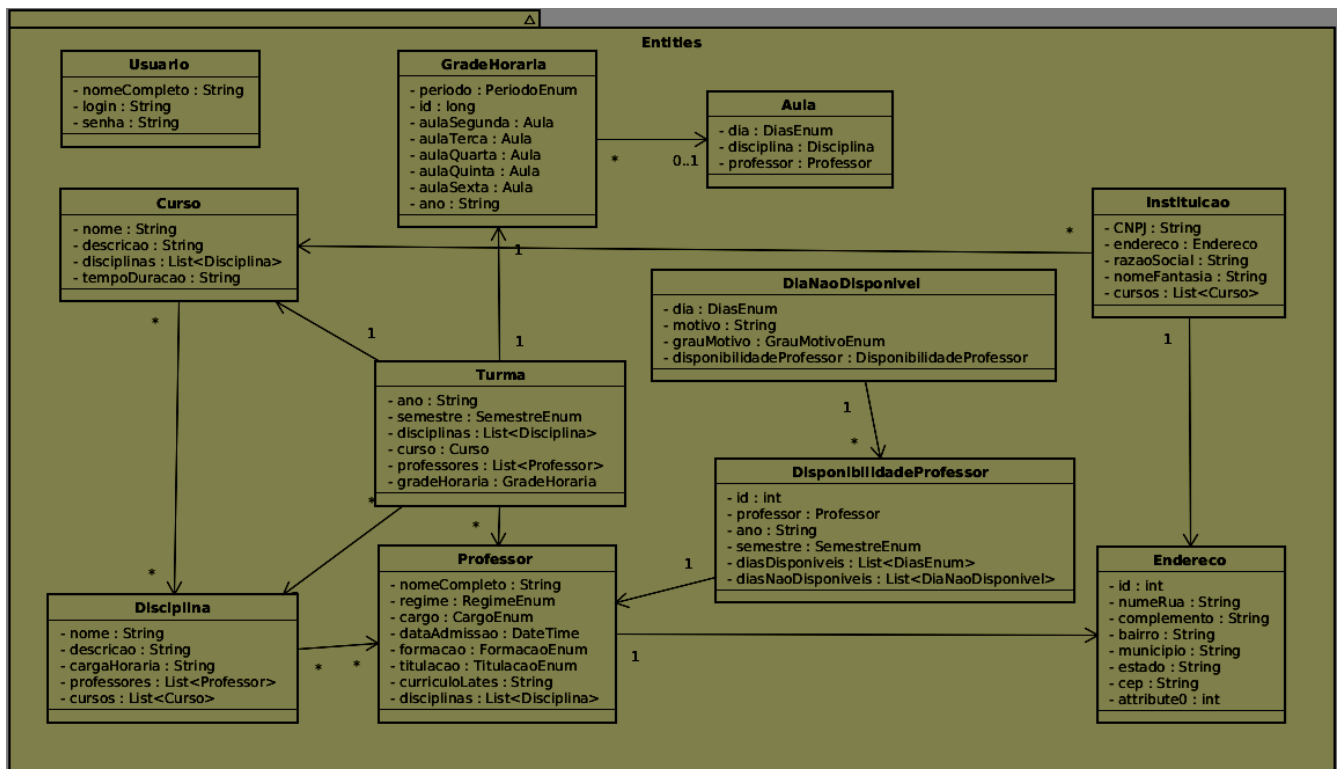 Entities
Usuario
- nomeCompleto : String
- login : String
- senha : String
GradeHoraria
- periodo : PeriodoEnum
- id : long
- aulaSegunda : Aula
- aulaTerca : Aula
- aulaQuarta : Aula
- aulaQuinta : Aula
- aulaSexta : Aula
- ano : String
*
0..1
Aula
- dia : DiasEnum
- disciplina : Disciplina
- professor : Professor
Curso
- nome : String
- descricao : String
- disciplinas : List<Disciplina>
- tempoDuracao : String
*
1
1
1
*
Instituicao
- CNPJ : String
- endereco : Endereco
- razaoSocial : String
- nomeFantasia : String
- cursos : List<Curso>
1
DiaNaoDisponivel
- dia : DiasEnum
- motivo : String
- grauMotivo : GrauMotivoEnum
- disponibilidadeProfessor : DisponibilidadeProfessor
1
*
Turma
- ano : String
- semestre : SemestreEnum
- disciplinas : List<Disciplina>
- curso : Curso
- professores : List<Professor>
- gradeHoraria : GradeHoraria
*
*
DisponibilidadeProfessor
- id : int
- professor : Professor
- ano : String
- semestre : SemestreEnum
- diasDisponiveis : List<DiasEnum>
- diasNaoDisponiveis : List<DiaNaoDisponivel>
1
*
Disciplina
- nome : String
- descricao : String
- cargaHoraria : String
- professores : List<Professor>
- cursos : List<Curso>
*
*
Professor
- nomeCompleto : String
- regime : RegimeEnum
- cargo : CargoEnum
- dataAdmissao : DateTime
- formacao : FormacaoEnum
- titulacao : TitulacaoEnum
- curriculoLates : String
- disciplinas : List<Disciplina>
1
Endereco
- id : int
- numeRua : String
- complemento : String
- bairro : String
- municipio : String
- estado : String
- cep : String
- attribute0 : int